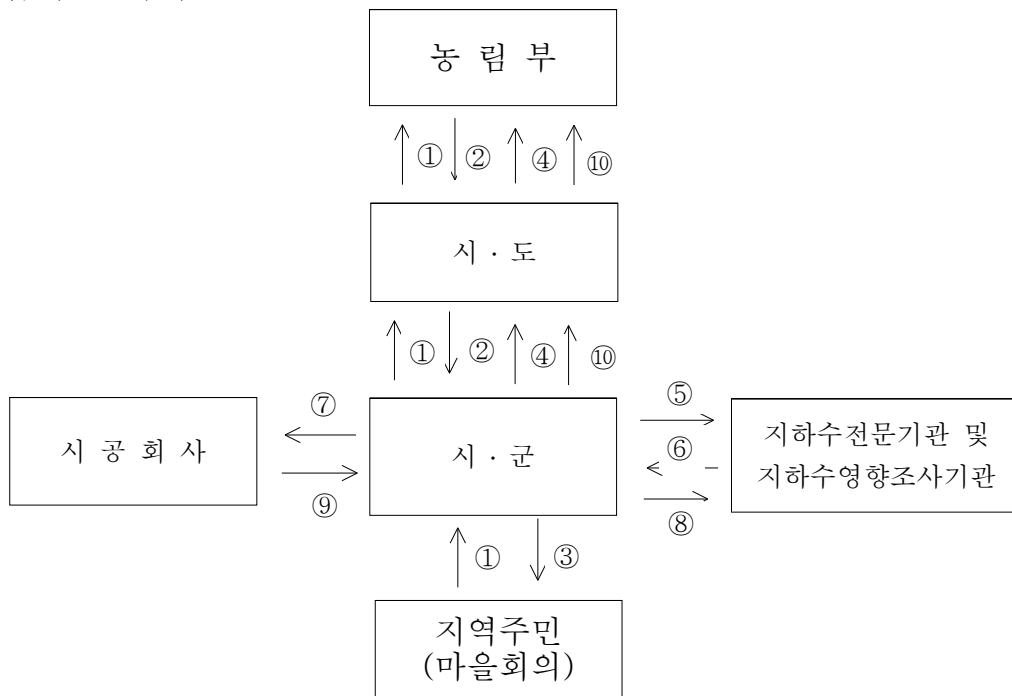 농 림 부
① ② ④ ⑩
시 · 도
① ② ④ ⑩
시 공 회 사
⑦
⑨
시 · 군
⑤
⑥
⑧
지하수전문기관 및
지하수영향조사기관
① ③
지역주민
(마을회의)